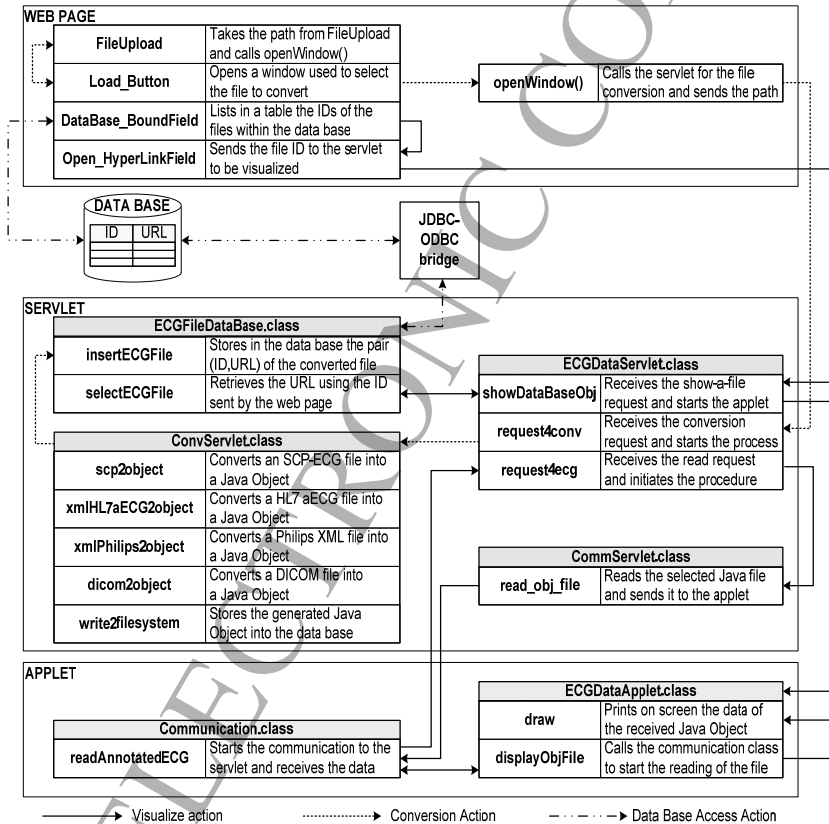 WEB PAGE
FileUpload
Takes the path from FileUpload
and calls openWindow()
Load_Button
Opens a window used to select
the file to convert
openWindow()
Calls the servlet for the file
conversion and sends the path
DataBase_BoundField
Lists in a table the IDs of the
files within the data base
Open_HyperLinkField
Sends the file ID to the servlet
to be visualized
DATA BASE
ID URL
JDBC-
ODBC
bridge
SERVLET
ECGFileDataBase.class
insertECGFile
Stores in the data base the pair
(ID,URL) of the converted file
selectECGFile
Retrieves the URL using the ID
sent by the web page
ECGDataServlet.class
showDataBaseObj
Receives the show-a-file
request and starts the applet
request4conv
Receives the conversion
request and starts the process
request4ecg
Receives the read request
and initiates the procedure
ConvServlet.class
scp2object
Converts an SCP-ECG file into
a Java Object
xmlHL7aECG2object
Converts a HL7 aECG file into
a Java Object
xmlPhilips2object
Converts a Philips XML file into
a Java Object
dicom2object
Converts a DICOM file into
a Java Object
write2filesystem
Stores the generated Java
Object into the data base
CommServlet.class
read_obj_file
Reads the selected Java file
and sends it to the applet
APPLET
Communication.class
readAnnotatedECG
Starts the communication to the
servlet and receives the data
ECGDataApplet.class
draw
Prints on screen the data of
the received Java Object
displayObjFile
Calls the communication class
to start the reading of the file
Visualize action
Conversion Action
Data Base Access Action
ELECTRONIC